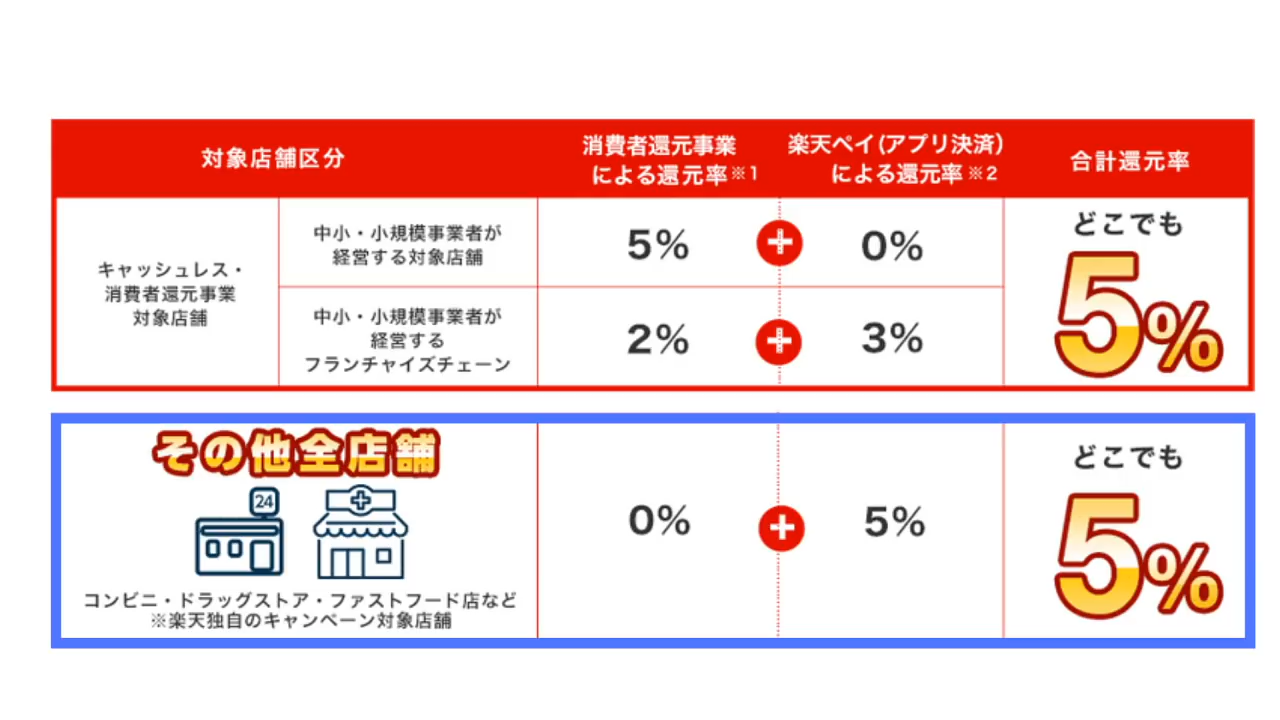 対象店舗区分
消費者還元事業
による還元率※1
楽天ペイ(アプリ決済)
による還元率※2
合計還元率
キャッシュレス・
消費者還元事業
対象店舗
中小・小規模事業者が
経営する対象店舗
5%
+
0%
中小・小規模事業者が
経営する
フランチャイズチェーン
2%
+
3%
どこでも
5%
その他全店舗
24
コンビニ・ドラッグストア・ファストフード店など
※楽天独自のキャンペーン対象店舗
0%
+
5%
どこでも
5%